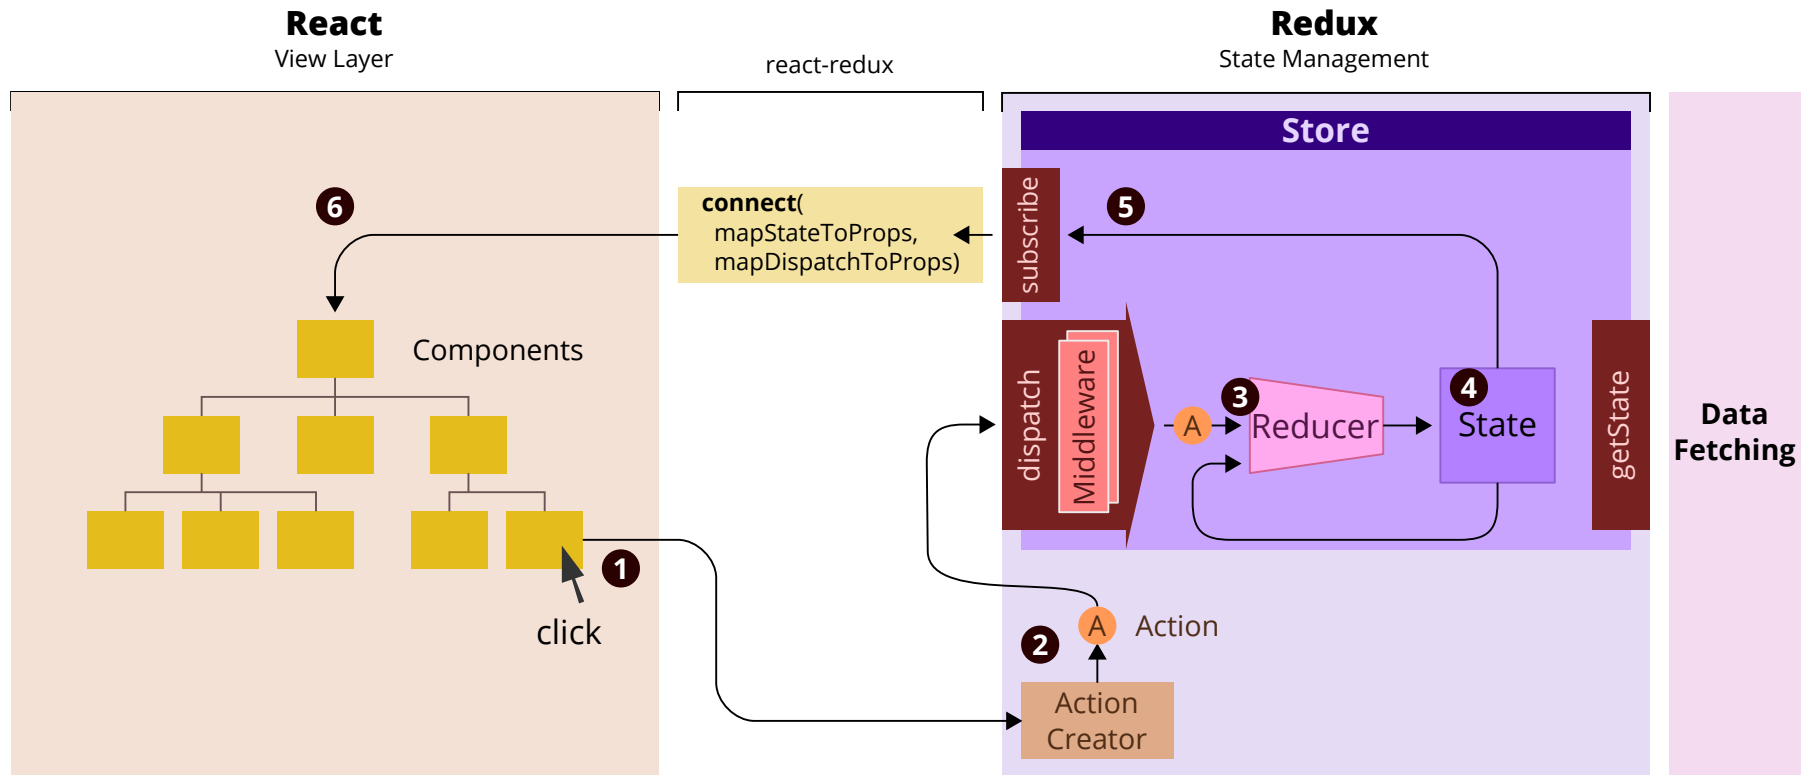 React
View Layer
react-redux
Redux
State Management
Store
6
connect(
mapStateToProps,
mapDispatchToProps)
subscribe
5
Components
dispatch
Middleware
A
3
Reducer
4
State
getState
Data
Fetching
1
click
2
A
Action
Action
Creator